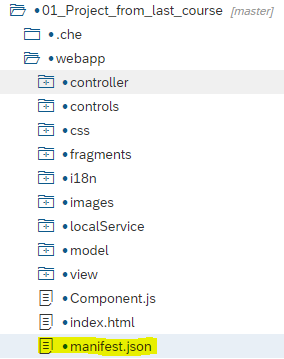 01_Project_from_last_course [master]
.che
webapp
controller
controls
css
fragments
i18n
images
localService
model
view
Component.js
index.html
manifest.json